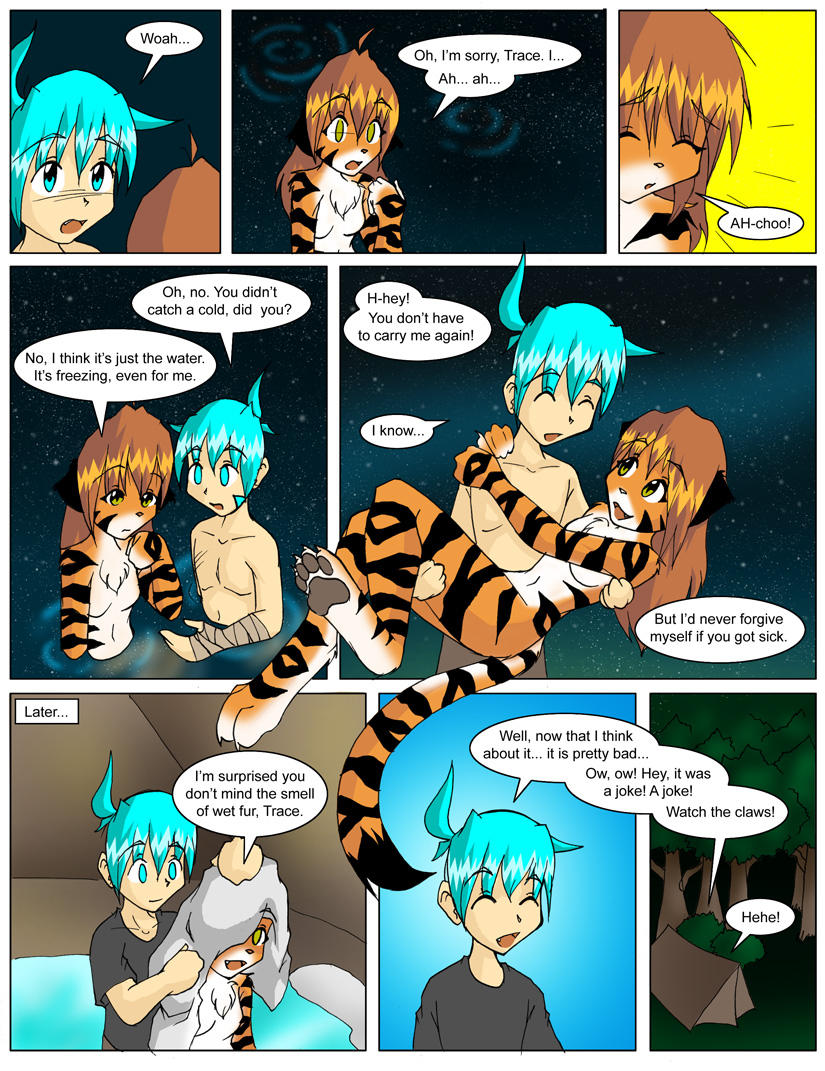 Woah...
Oh, I'm sorry, Trace. I...
Ah... ah...
AH-choo!
Oh, no. You didn't
catch a cold, did you?
No, I think it's just the water.
It's freezing, even for me.
H-hey!
You don't have
to carry me again!
I know...
But I'd never forgive
myself if you got sick.
Later...
I'm surprised you
don't mind the smell
of wet fur, Trace.
Well, now that I think
about it... it is pretty bad...
Ow, ow! Hey, it was
a joke! A joke!
Watch the claws!
Hehe!